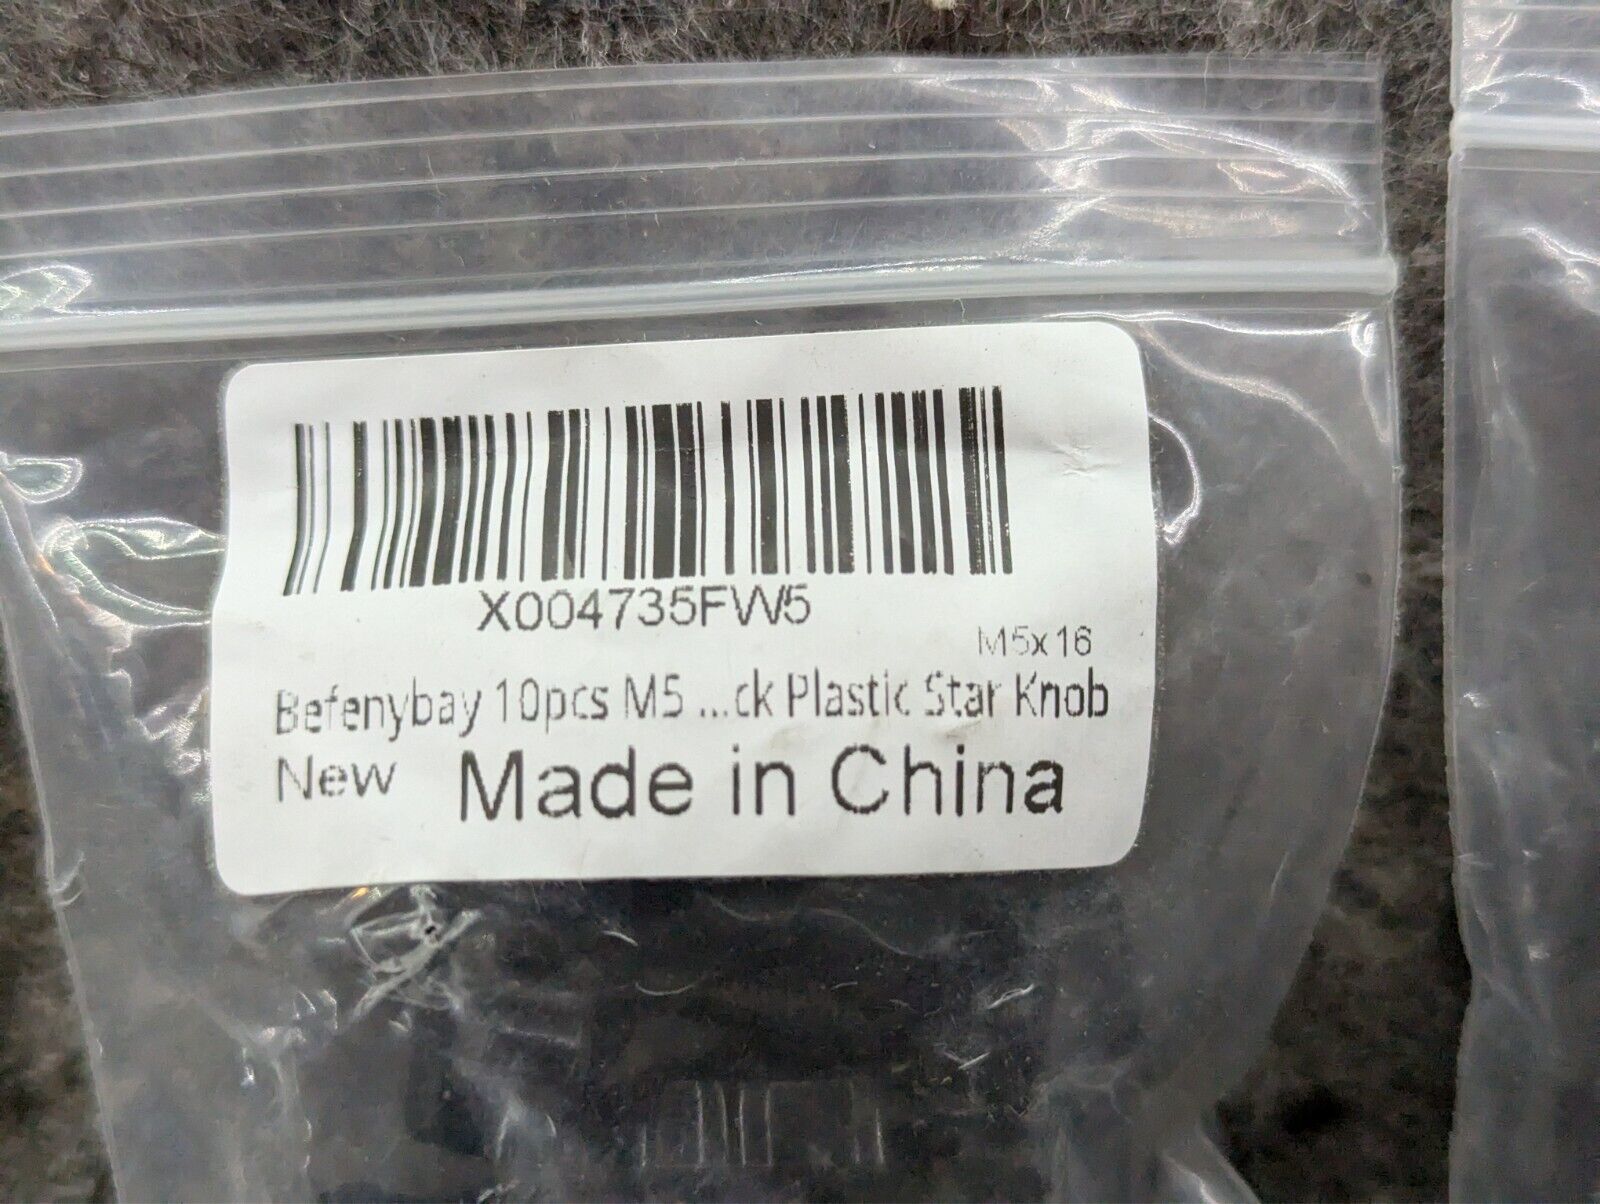 X004735FW5
M5x16
Befenybay 10pcs M5 ...ck Plastic Star Knob
New Made in China